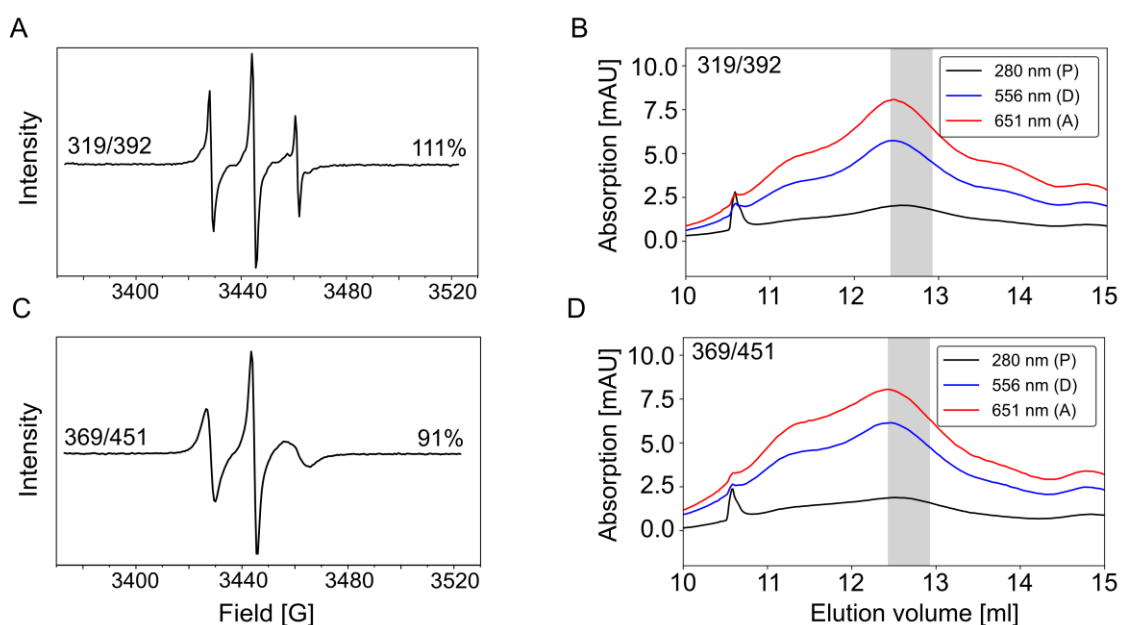 A
Intensity
319/392
111%
3400
3440
3480
3520
B
Absorption [mAU]
10.0
7.5
5.0
2.5
0.0
319/392
280 nm (P)
556 nm (D)
651 nm (A)
10
11
12
13
14
15
C
Intensity
369/451
91%
3400
3440
3480
3520
Field [G]
D
Absorption [mAU]
10.0
7.5
5.0
2.5
0.0
369/451
280 nm (P)
556 nm (D)
651 nm (A)
10
11
12
13
14
15
Elution volume [ml]